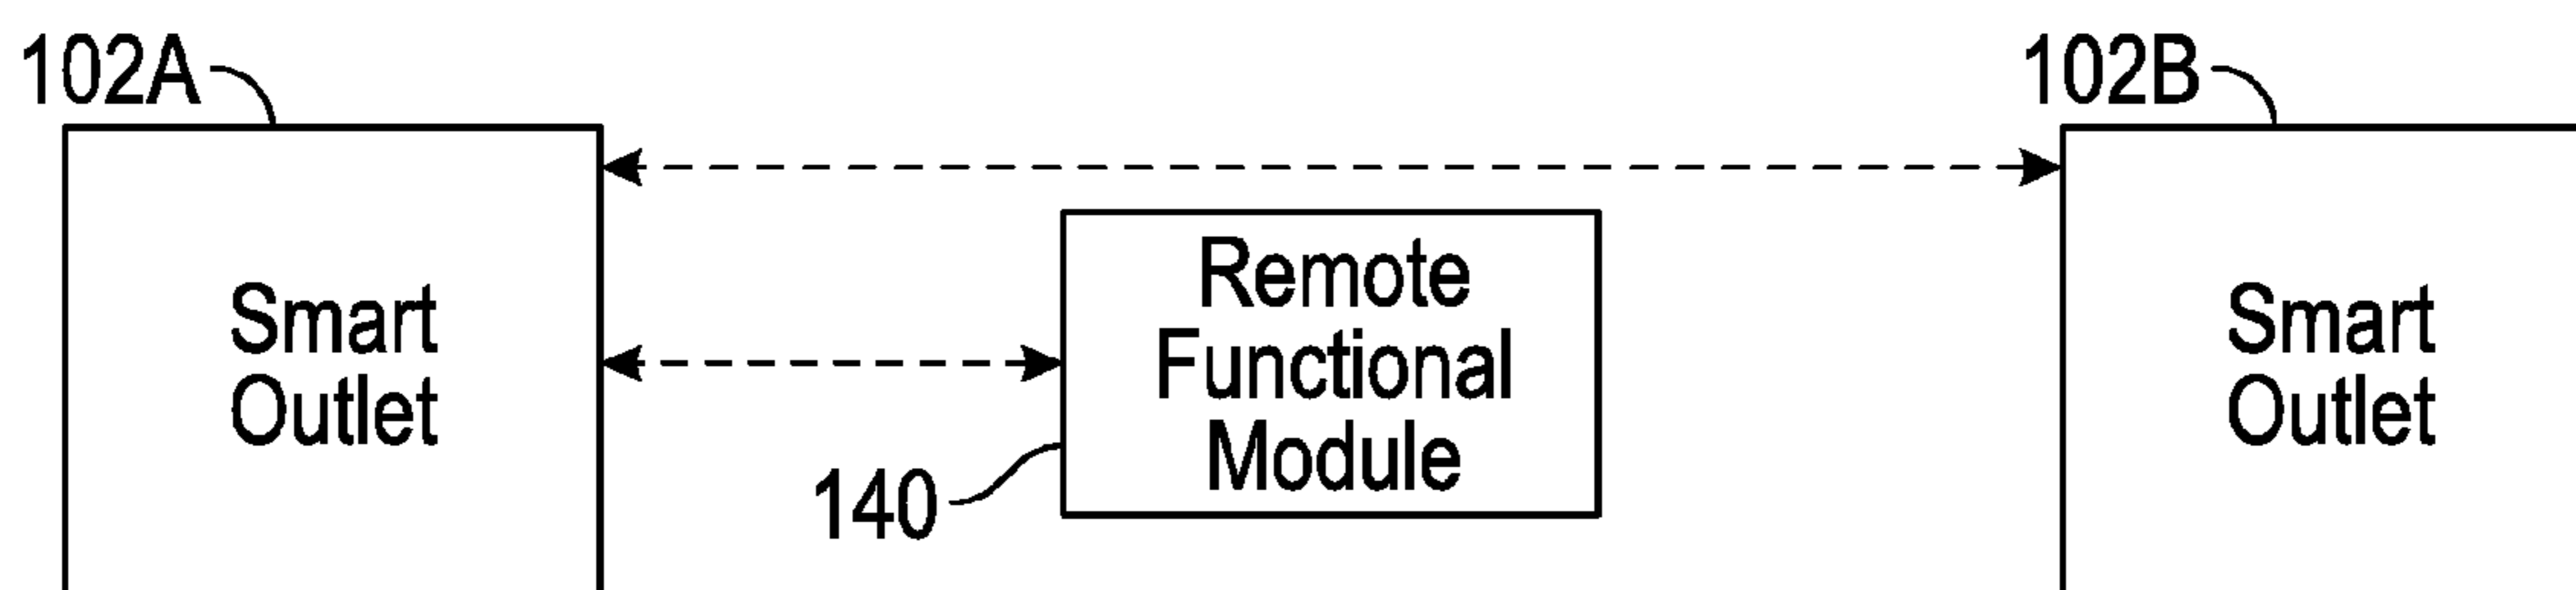 102A
102B
Smart
Outlet
Remote
Functional
Module
140
Smart
Outlet